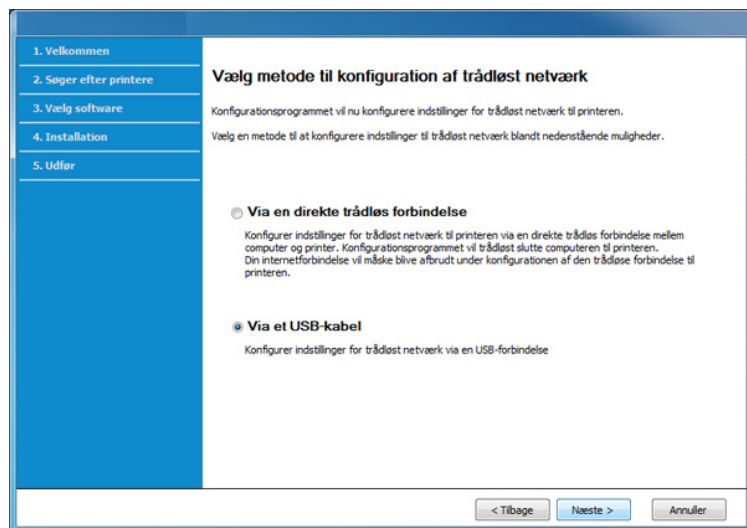 1. Velkommen
2. Søger efter printere
3. Vælg software
4. Installation
5. Udfør
Vælg metode til konfiguration af trådløst netværk
Konfigurationsprogrammet vil nu konfigurere indstillinger for trådløst netværk til printeren.
Vælg en metode til at konfigurere indstillinger til trådløst netværk blandt nedenstående muligheder.
Via en direkte trådløs forbindelse
Konfigurer indstillinger for trådløst netværk til printeren via en direkte trådløs forbindelse mellem
computer og printer. Konfigurationsprogrammet vil trådløst slutte computeren til printeren.
Din internetforbindelse vil måske blive afbrudt under konfigurationen af den trådløse forbindelse til
printeren.
Via et USB-kabel
Konfigurer indstillinger for trådløst netværk via en USB-forbindelse
< Tilbage
Næste >
Annuller